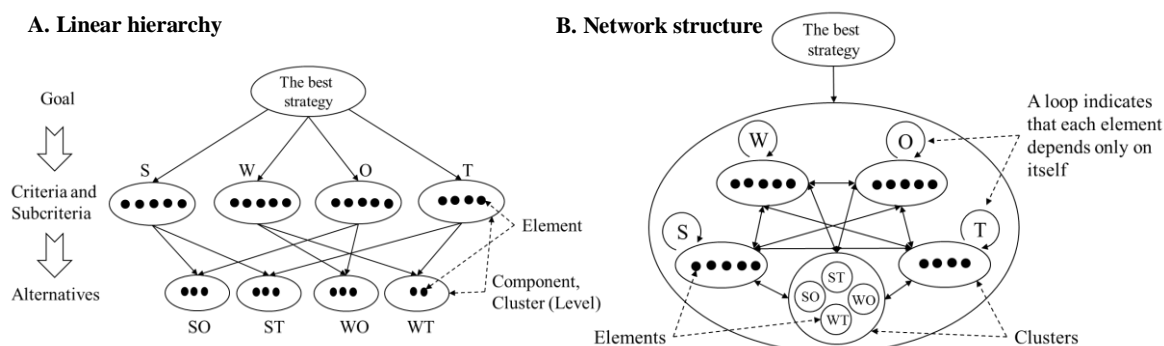 A. Linear hierarchy
Goal
The best
strategy
S
W
O
T
Criteria and
Subcriteria
Element
Alternatives
Component,
Cluster (Level)
SO
ST
WO
WT
B. Network structure
The best
strategy
A loop indicates
that each element
depends only on
itself
W
O
S
T
ST
SO
WO
WT
Elements
Clusters